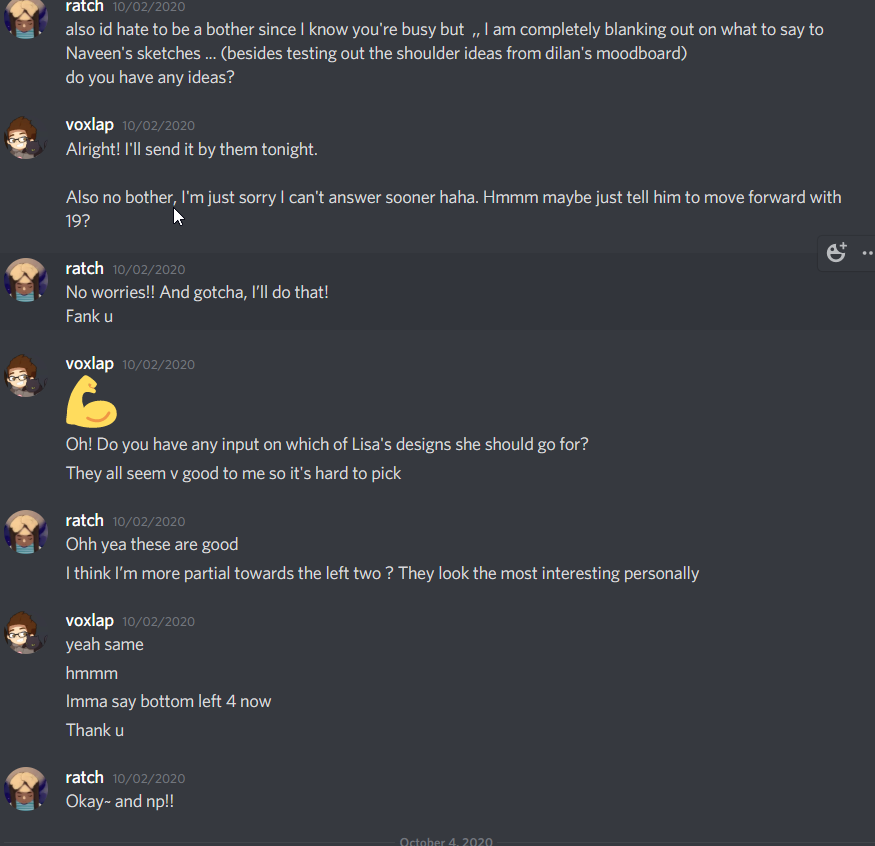 ratch 10/02/2020
also id hate to be a bother since I know you're busy but ,, I am completely blanking out on what to say to
Naveen's sketches ... (besides testing out the shoulder ideas from dilan's moodboard)
do you have any ideas?
voxlap 10/02/2020
Alright! I'll send it by them tonight.
Also no bother, I'm just sorry I can't answer sooner haha. Hmmm maybe just tell him to move forward with
19?
ratch 10/02/2020
No worries!! And gotcha, I'll do that!
Fank u
voxlap 10/02/2020
Oh! Do you have any input on which of Lisa's designs she should go for?
They all seem v good to me so it's hard to pick
ratch 10/02/2020
Ohh yea these are good
I think I'm more partial towards the left two ? They look the most interesting personally
voxlap 10/02/2020
yeah same
hmmm
Imma say bottom left 4 now
Thank u
ratch 10/02/2020
Okay~ and np!!
October 4, 2020